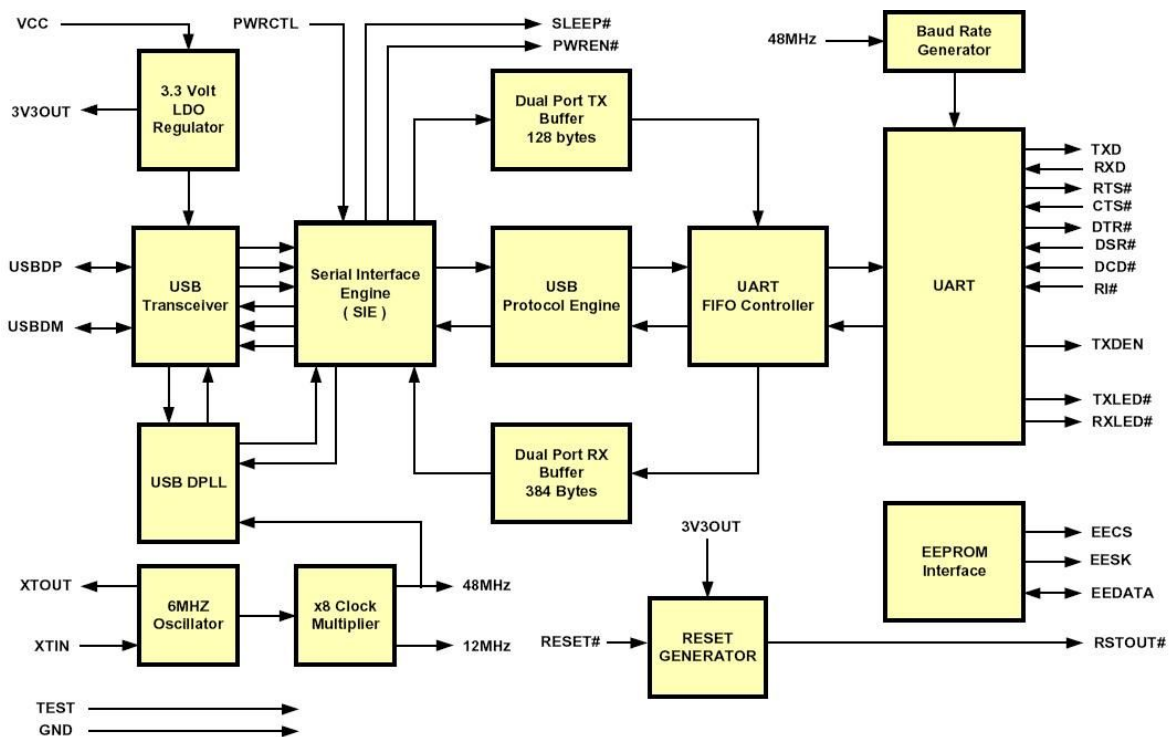 VCC
PWRCTL
SLEEP#
PWREN#
48MHz
Baud Rate
Generator
3V3OUT
3.3 Volt
LDO
Regulator
Dual Port TX
Buffer
128 bytes
TXD
RXD
RTS#
CTS#
DTR#
DSR#
DCD#
RI#
TXDEN
TXLED#
RXLED#
USBDP
USBDM
USB
Transceiver
Serial Interface
Engine
( SIE )
USB
Protocol Engine
UART
FIFO Controller
UART
USB DPLL
Dual Port RX
Buffer
384 Bytes
3V3OUT
EEPROM
Interface
EECS
EESK
EEDATA
XTOUT
XTIN
6MHZ
Oscillator
x8 Clock
Multiplier
48MHz
12MHz
RESET#
RESET
GENERATOR
RSTOUT#
TEST
GND